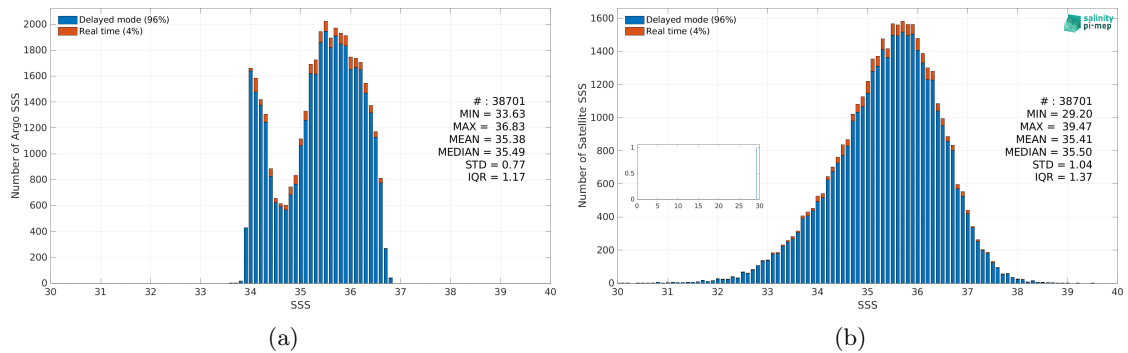 Delayed mode (96%)
Real time (4%)
# : 38701
MIN = 33.63
MAX = 36.83
MEAN = 35.38
MEDIAN = 35.49
STD = 0.77
IQR = 1.17
Number of Argo SSS
2000
1800
1600
1400
1200
1000
800
600
400
200
0
30 31 32 33 34 35 36 37 38 39 40
SSS
(a)
Delayed mode (96%)
Real time (4%)
salinity
pi-mep
# : 38701
MIN = 29.20
MAX = 39.47
MEAN = 35.41
MEDIAN = 35.50
STD = 1.04
IQR = 1.37
Number of Satellite SSS
1600
1400
1200
1000
800
600
400
200
0
1
0.5
0
0 5 10 15 20 25 30
30 31 32 33 34 35 36 37 38 39 40
SSS
(b)